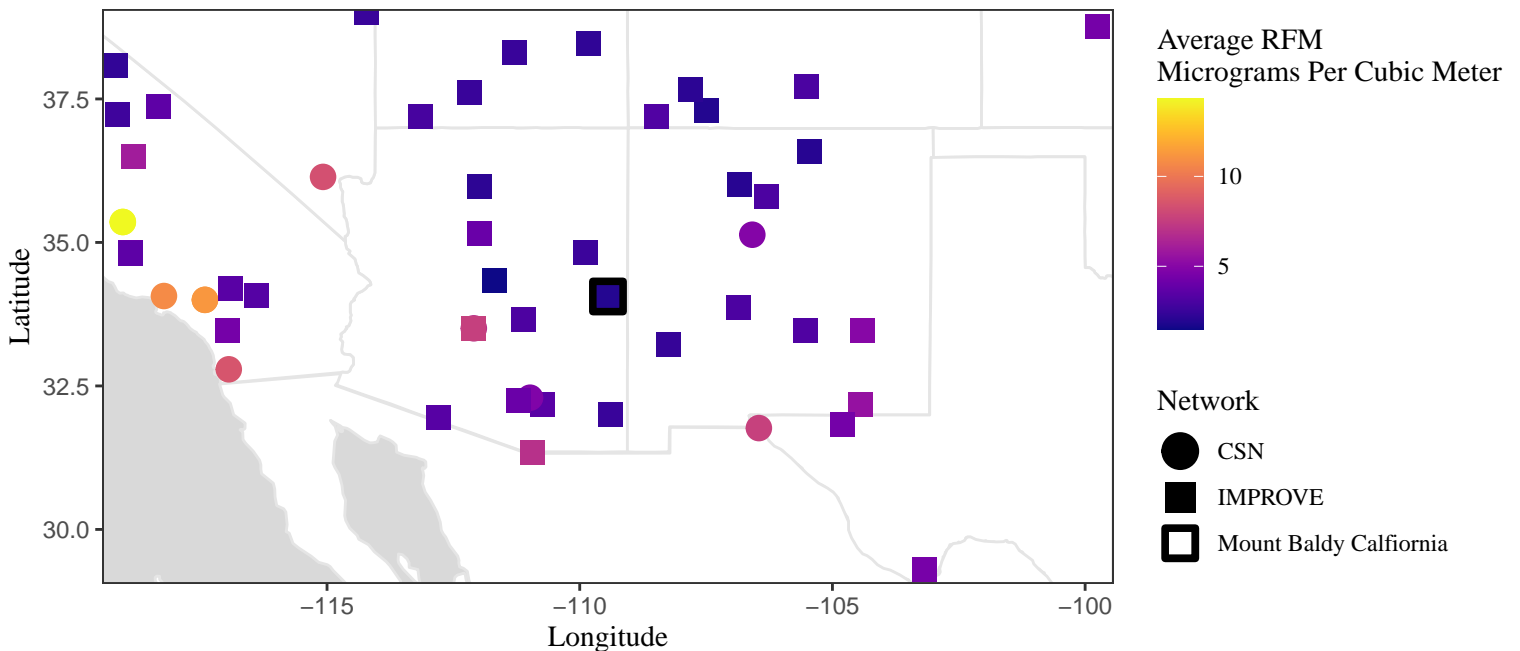 Latitude
37.5
35.0
32.5
30.0
−115
−110
−105
−100
Longitude
Average RFM
Micrograms Per Cubic Meter
10
5
Network
CSN
IMPROVE
Mount Baldy Calfiornia